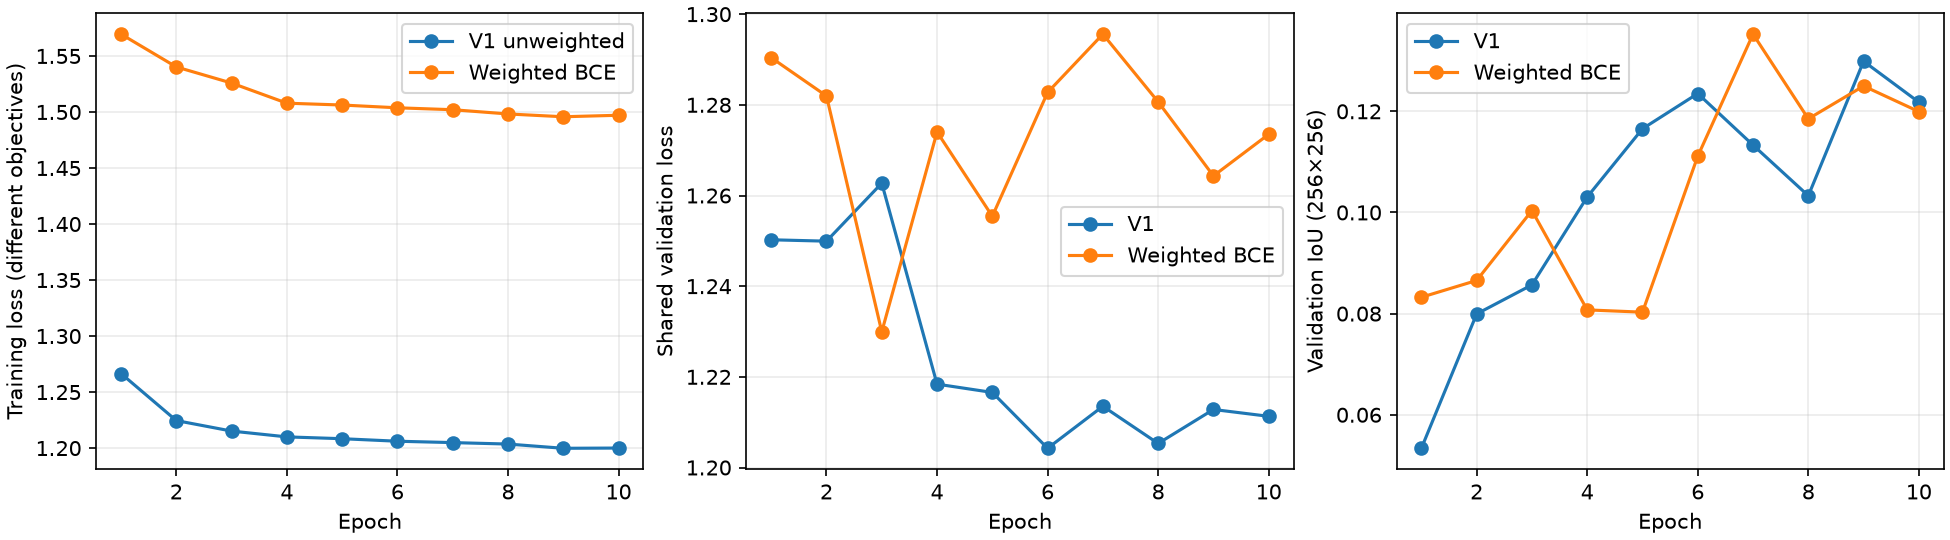 Training loss (different objectives)
1.55
1.50
1.45
1.40
1.35
1.30
1.25
1.20
V1 unweighted
Weighted BCE
2 4 6 8 10
Epoch
Shared validation loss
1.30
1.28
1.26
1.24
1.22
1.20
V1
Weighted BCE
2 4 6 8 10
Epoch
Validation IoU (256×256)
0.12
0.10
0.08
0.06
V1
Weighted BCE
2 4 6 8 10
Epoch